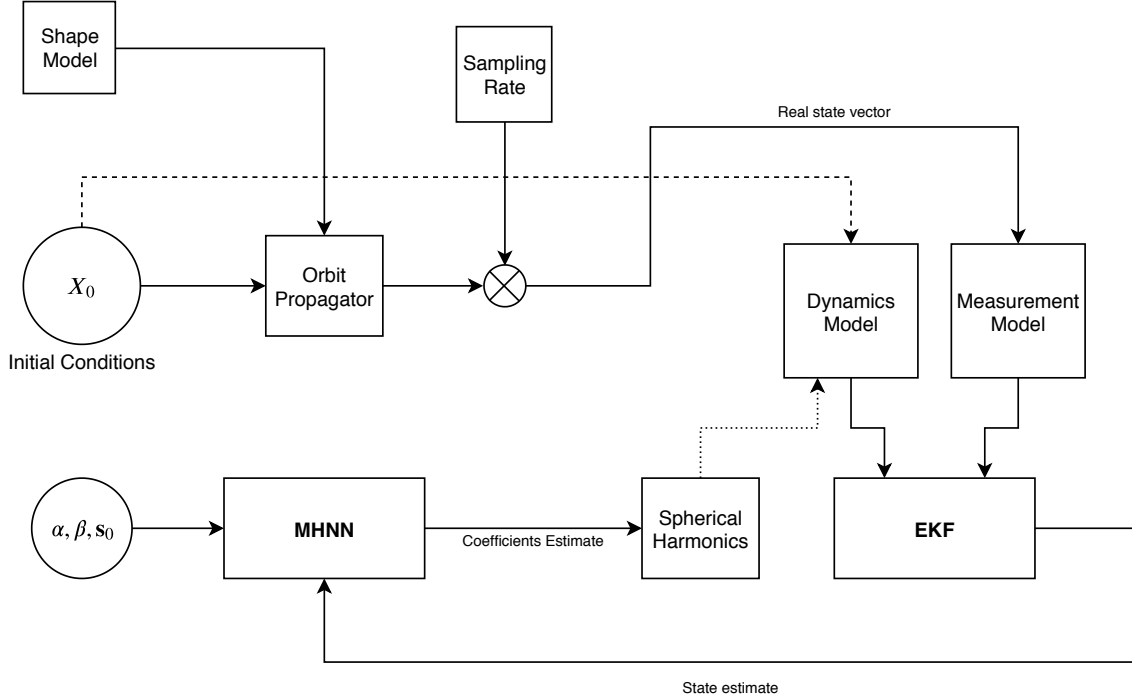 Shape
Model
Sampling
Rate
Real state vector
X₀
Initial Conditions
Orbit
Propagator
Dynamics
Model
Measurement
Model
α, β, s₀
MHNN
Coefficients Estimate
Spherical
Harmonics
EKF
State estimate